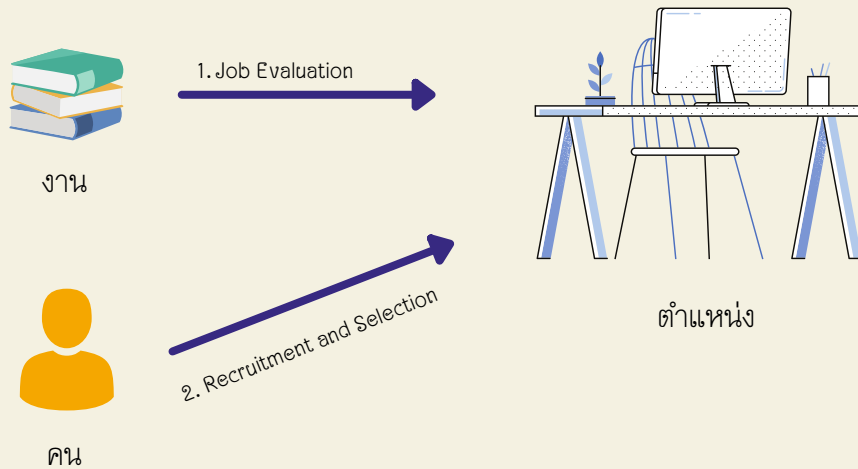 1. Job Evaluation
งาน
2. Recruitment and Selection
ตำแหน่ง
คน